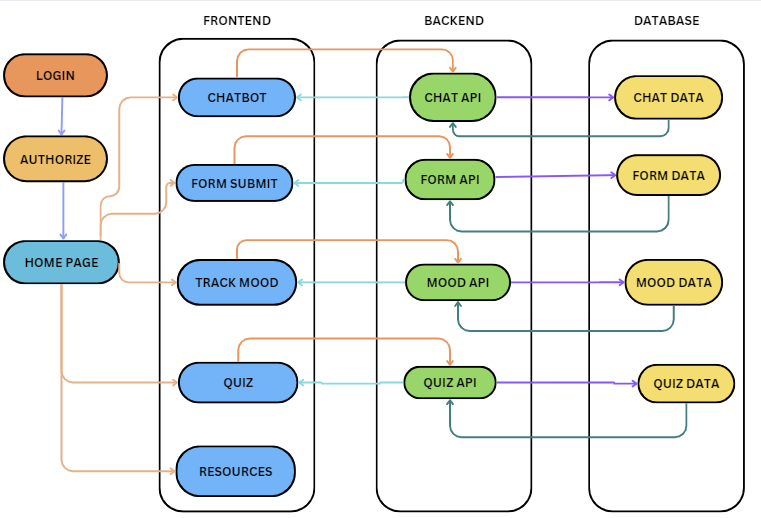 FRONTEND
BACKEND
DATABASE
LOGIN
CHATBOT
CHAT API
CHAT DATA
AUTHORIZE
FORM SUBMIT
FORM API
FORM DATA
HOME PAGE
TRACK MOOD
MOOD API
MOOD DATA
QUIZ
QUIZ API
QUIZ DATA
RESOURCES